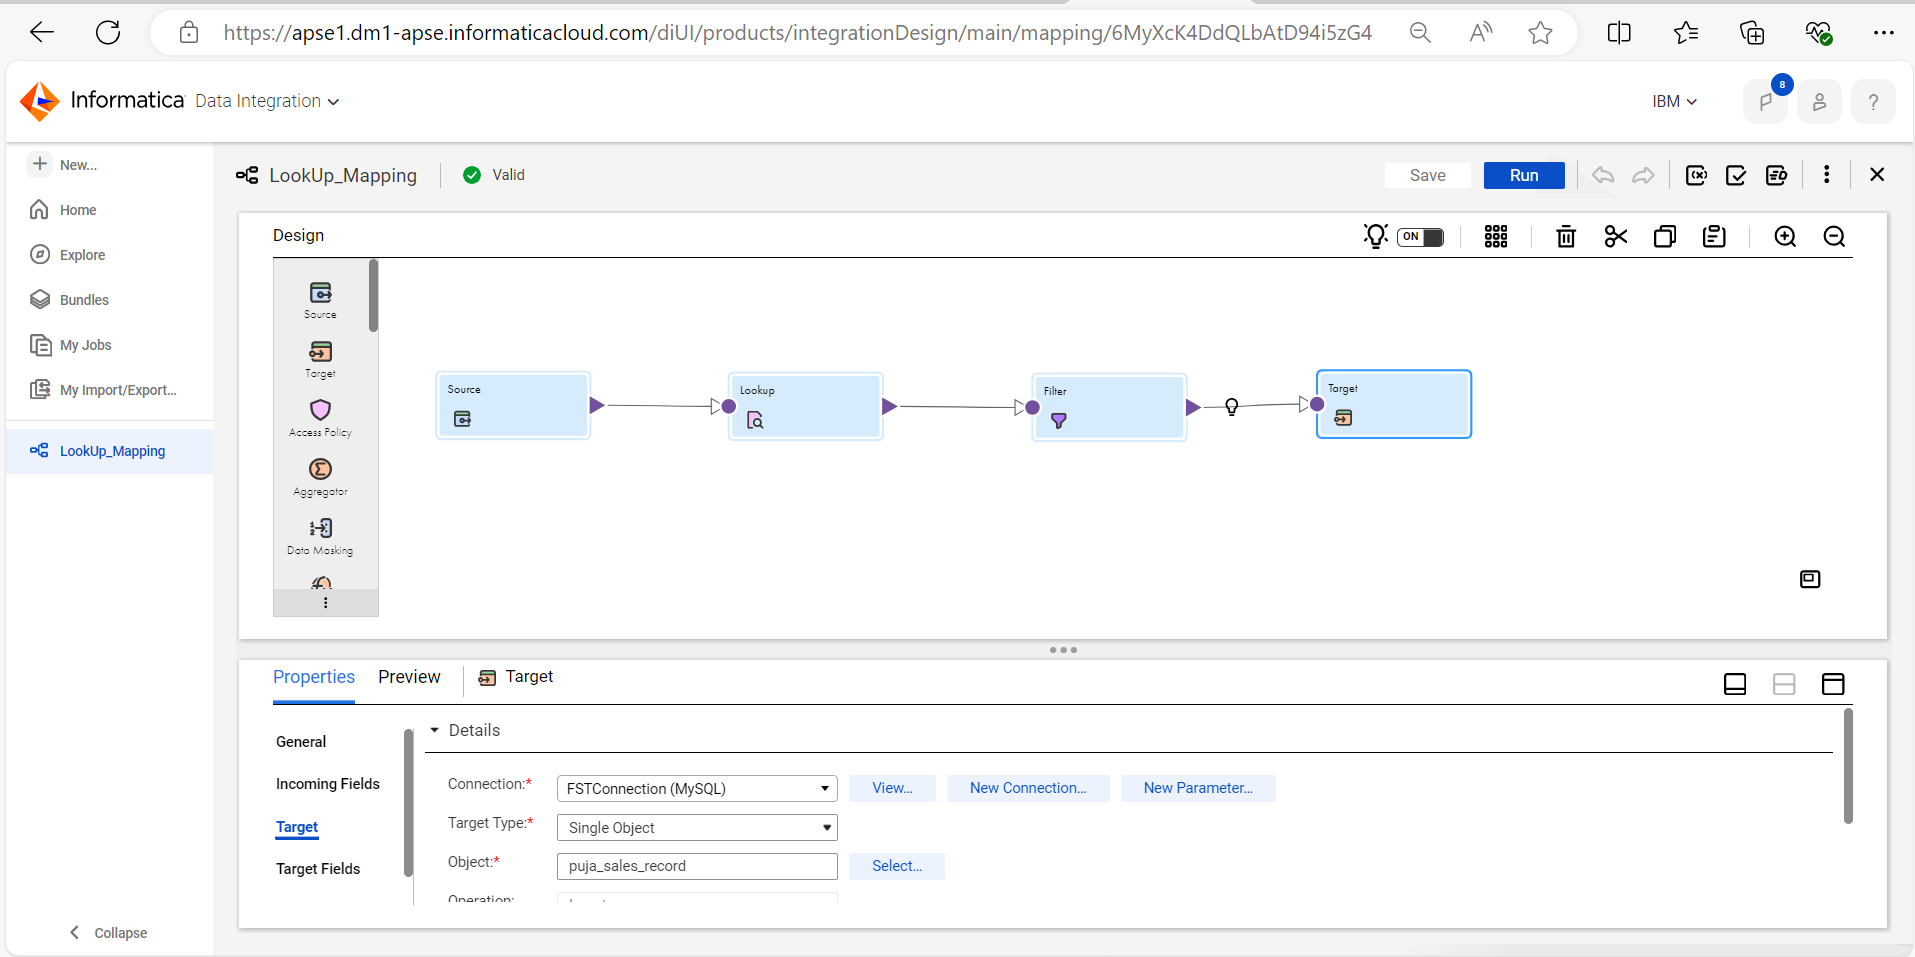 https://apse1.dm1-apse.informaticacloud.com/diUI/products/integrationDesign/main/mapping/6MyXcK4DdQLbAtD94i5zG4
Informatica Data Integration
IBM
8
?
New...
Home
Explore
Bundles
My Jobs
My Import/Export...
LookUp_Mapping
Collapse
LookUp_Mapping
Valid
Save
Run
Design
ON
Source
Target
Access Policy
Aggregator
Data Masking
Source
Lookup
Filter
Target
Properties
Preview
Target
General
Incoming Fields
Target
Target Fields
Details
Connection:*
FSTConnection (MySQL)
View...
New Connection...
New Parameter...
Target Type:*
Single Object
Object:*
puja_sales_record
Select...
Operation: